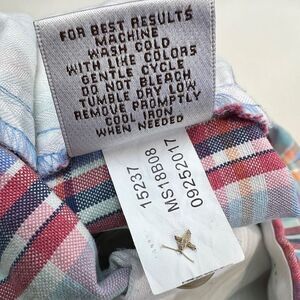 FOR BEST RESULTS
MACHINE
WASH COLD
WITH LIKE COLORS
GENTLE CYCLE
DO NOT BLEACH
TUMBLE DRY LOW
REMOVE PROMPTLY
COOL IRON
WHEN NEEDED
15237
MS18S08
09252017